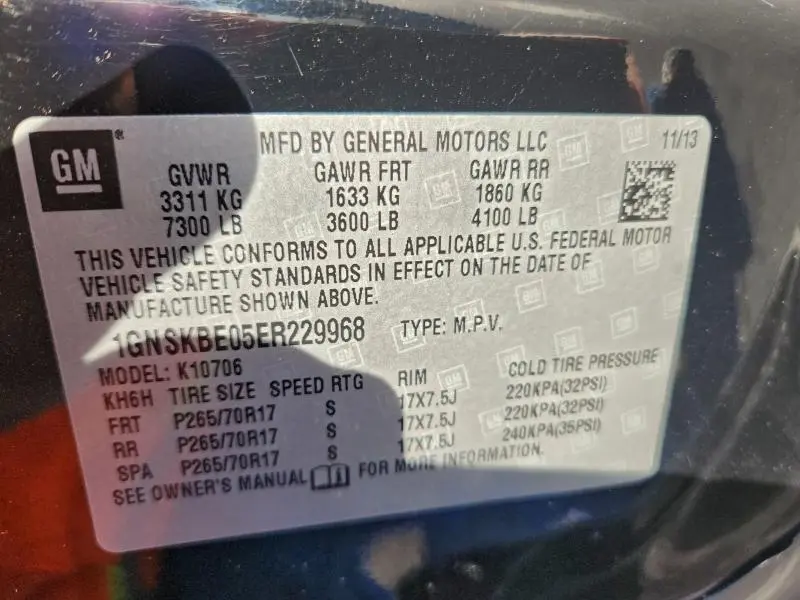 GM ® MFD BY GENERAL MOTORS LLC 11/13
GVWR GAWR FRT GAWR RR
3311 KG 1633 KG 1860 KG
7300 LB 3600 LB 4100 LB
THIS VEHICLE CONFORMS TO ALL APPLICABLE U.S. FEDERAL MOTOR
VEHICLE SAFETY STANDARDS IN EFFECT ON THE DATE OF
MANUFACTURE SHOWN ABOVE.
1GNSKBE05ER229968 TYPE: M.P.V.
MODEL: K10706
KH6H TIRE SIZE SPEED RTG RIM COLD TIRE PRESSURE
FRT P265/70R17 S 17X7.5J 220KPA(32PSI)
RR P265/70R17 S 17X7.5J 220KPA(32PSI)
SPA P265/70R17 S 17X7.5J 240KPA(35PSI)
SEE OWNER'S MANUAL FOR MORE INFORMATION.